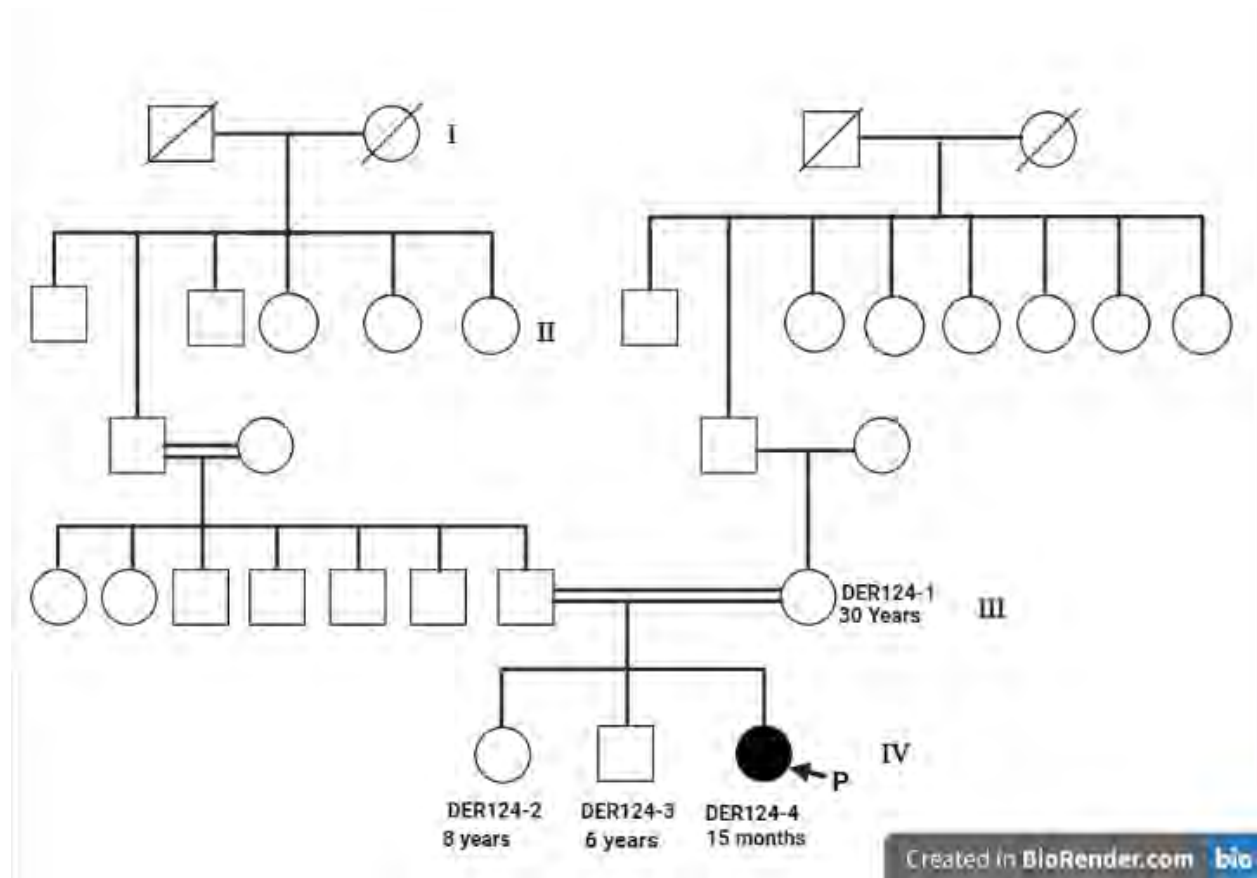 I
II
DER124-1
30 Years
III
IV
P
DER124-2
8 years
DER124-3
6 years
DER124-4
15 months
Created in BioRender.com bio